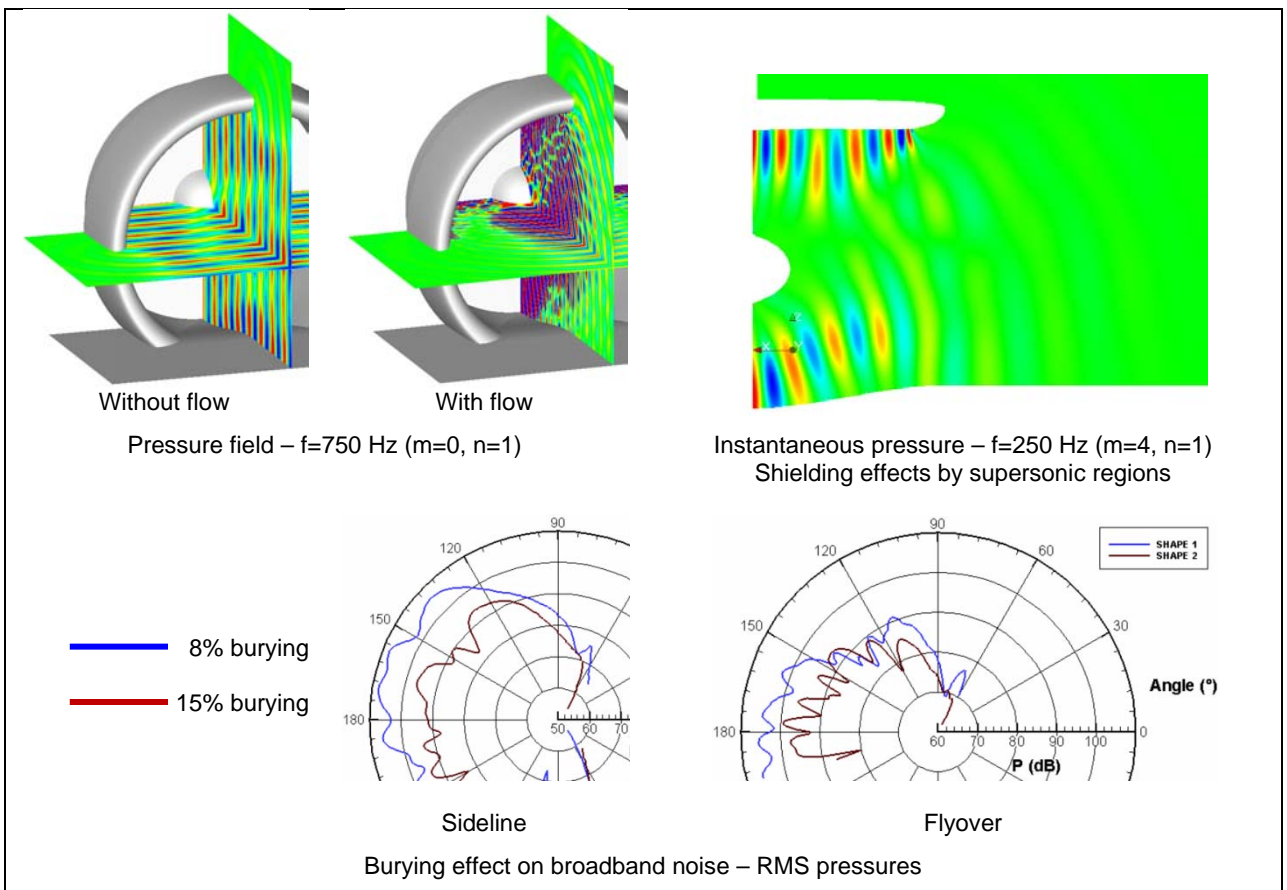 Without flow
With flow
Pressure field – f=750 Hz (m=0, n=1)
Z
X
Y
Instantaneous pressure – f=250 Hz (m=4, n=1)
Shielding effects by supersonic regions
8% burying
15% burying
90
120
150
180
50 60 70
Sideline
90
120
60
150
30
180
0
60 70 80 90 100
P (dB)
Angle (°)
SHAPE 1
SHAPE 2
Flyover
Burying effect on broadband noise – RMS pressures